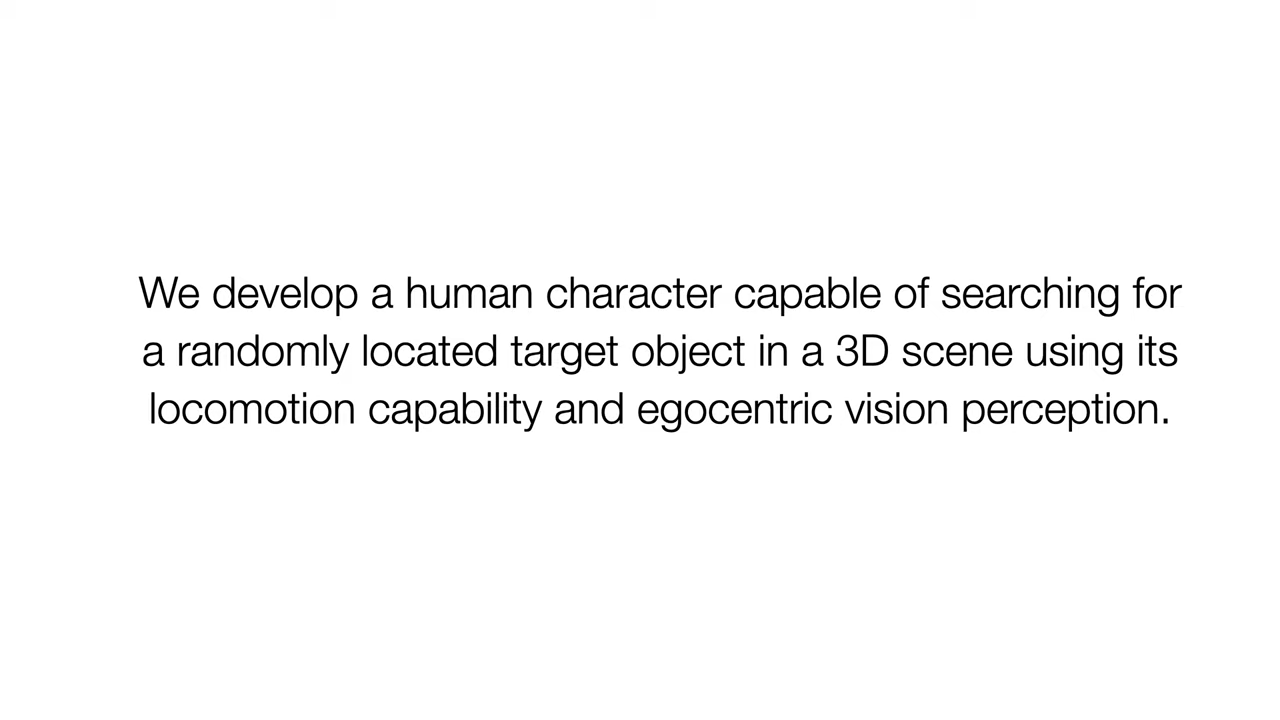 We develop a human character capable of searching for
a randomly located target object in a 3D scene using its
locomotion capability and egocentric vision perception.